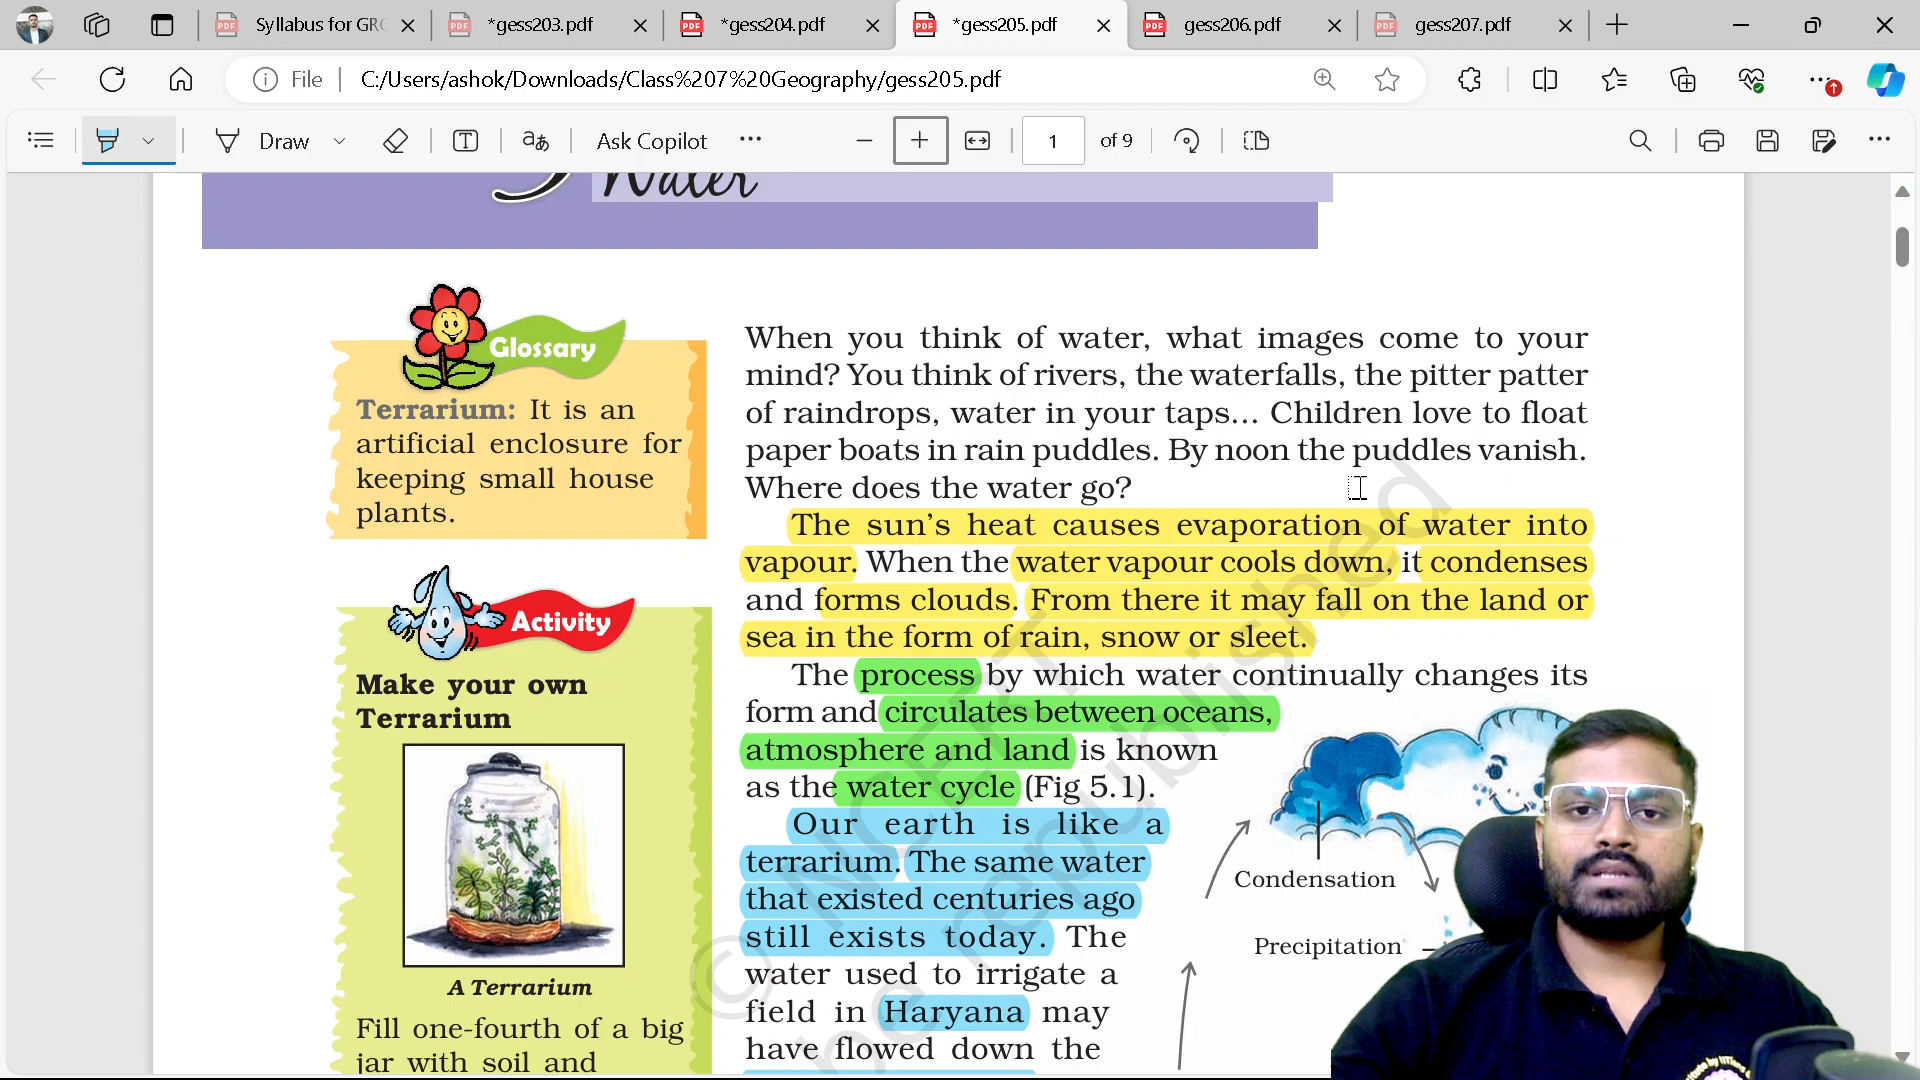 Syllabus for GRO
*gess203.pdf
*gess204.pdf
*gess205.pdf
gess206.pdf
gess207.pdf
File
C:/Users/ashok/Downloads/Class%207%20Geography/gess205.pdf
Draw
Ask Copilot
1
of 9
5
Water
Glossary
Terrarium: It is an
artificial enclosure for
keeping small house
plants.
Activity
Make your own
Terrarium
A Terrarium
Fill one-fourth of a big
jar with soil and
When you think of water, what images come to your
mind? You think of rivers, the waterfalls, the pitter patter
of raindrops, water in your taps... Children love to float
paper boats in rain puddles. By noon the puddles vanish.
Where does the water go?
The sun's heat causes evaporation of water into
vapour. When the water vapour cools down, it condenses
and forms clouds. From there it may fall on the land or
sea in the form of rain, snow or sleet.
The process by which water continually changes its
form and circulates between oceans,
atmosphere and land is known
as the water cycle (Fig 5.1).
Our earth is like a
terrarium. The same water
that existed centuries ago
still exists today. The
water used to irrigate a
field in Haryana may
have flowed down the
Condensation
Precipitation
© NCERT
be republished